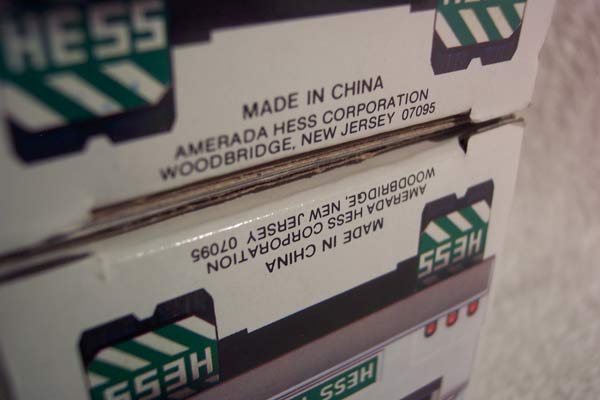 HESS
HE
MADE IN CHINA
AMERADA HESS CORPORATION
WOODBRIDGE, NEW JERSEY 07095
WOODBRIDGE, NEW JERSEY 07095
AMERADA HESS CORPORATION
MADE IN CHINA
HESS
HESS
HESS